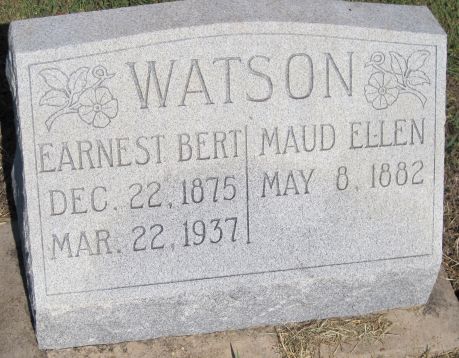 WATSON
EARNEST BERT
DEC. 22, 1875
MAR. 22, 1937
MAUD ELLEN
MAY 8, 1882